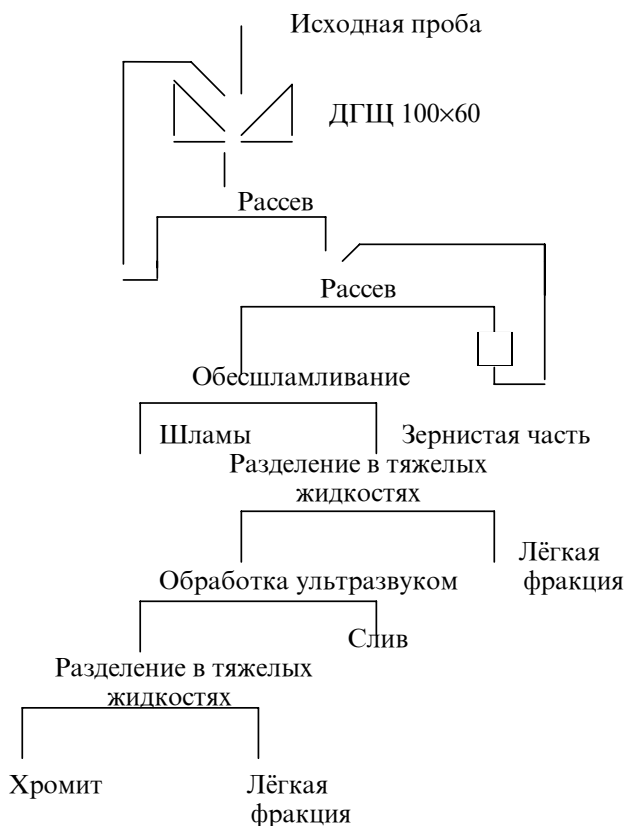 Исходная проба
ДГЩ 100×60
Рассев
Рассев
Обесшламливание
Шламы
Зернистая часть
Разделение в тяжелых
жидкостях
Лёгкая
фракция
Обработка ультразвуком
Слив
Разделение в тяжелых
жидкостях
Хромит
Лёгкая
фракция